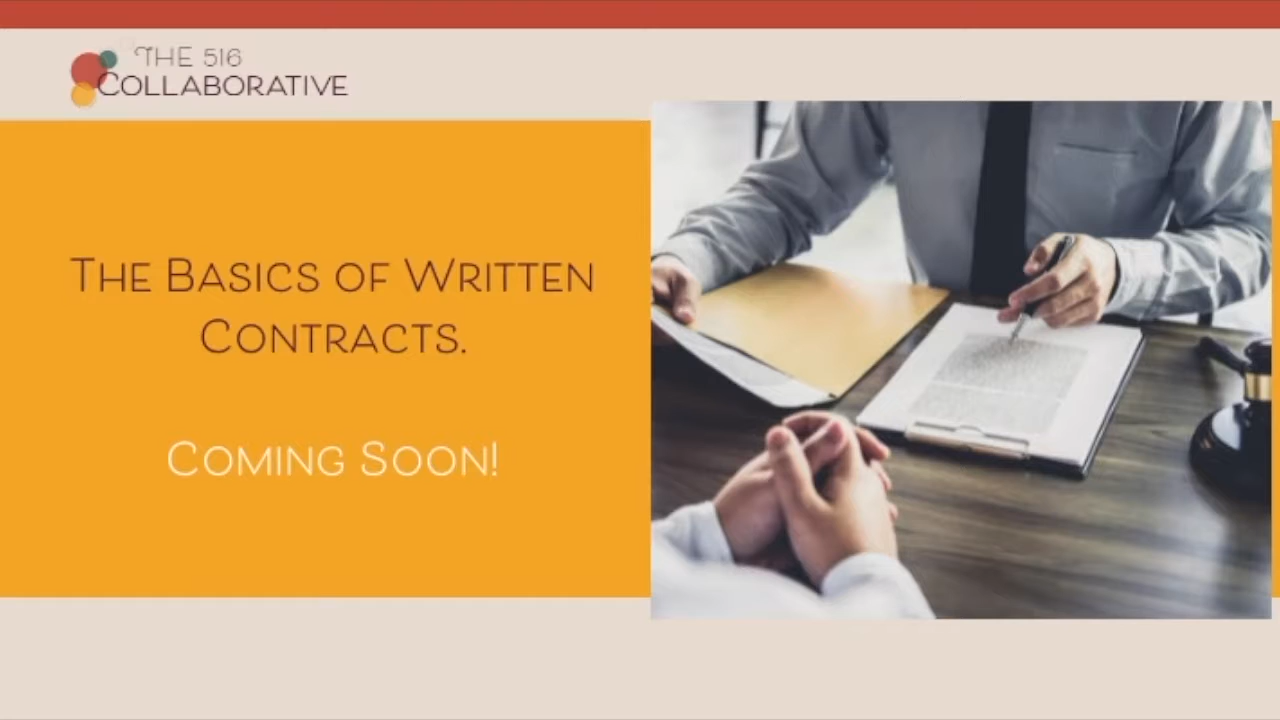 The 516
Collaborative
The Basics of Written
Contracts.
Coming Soon!